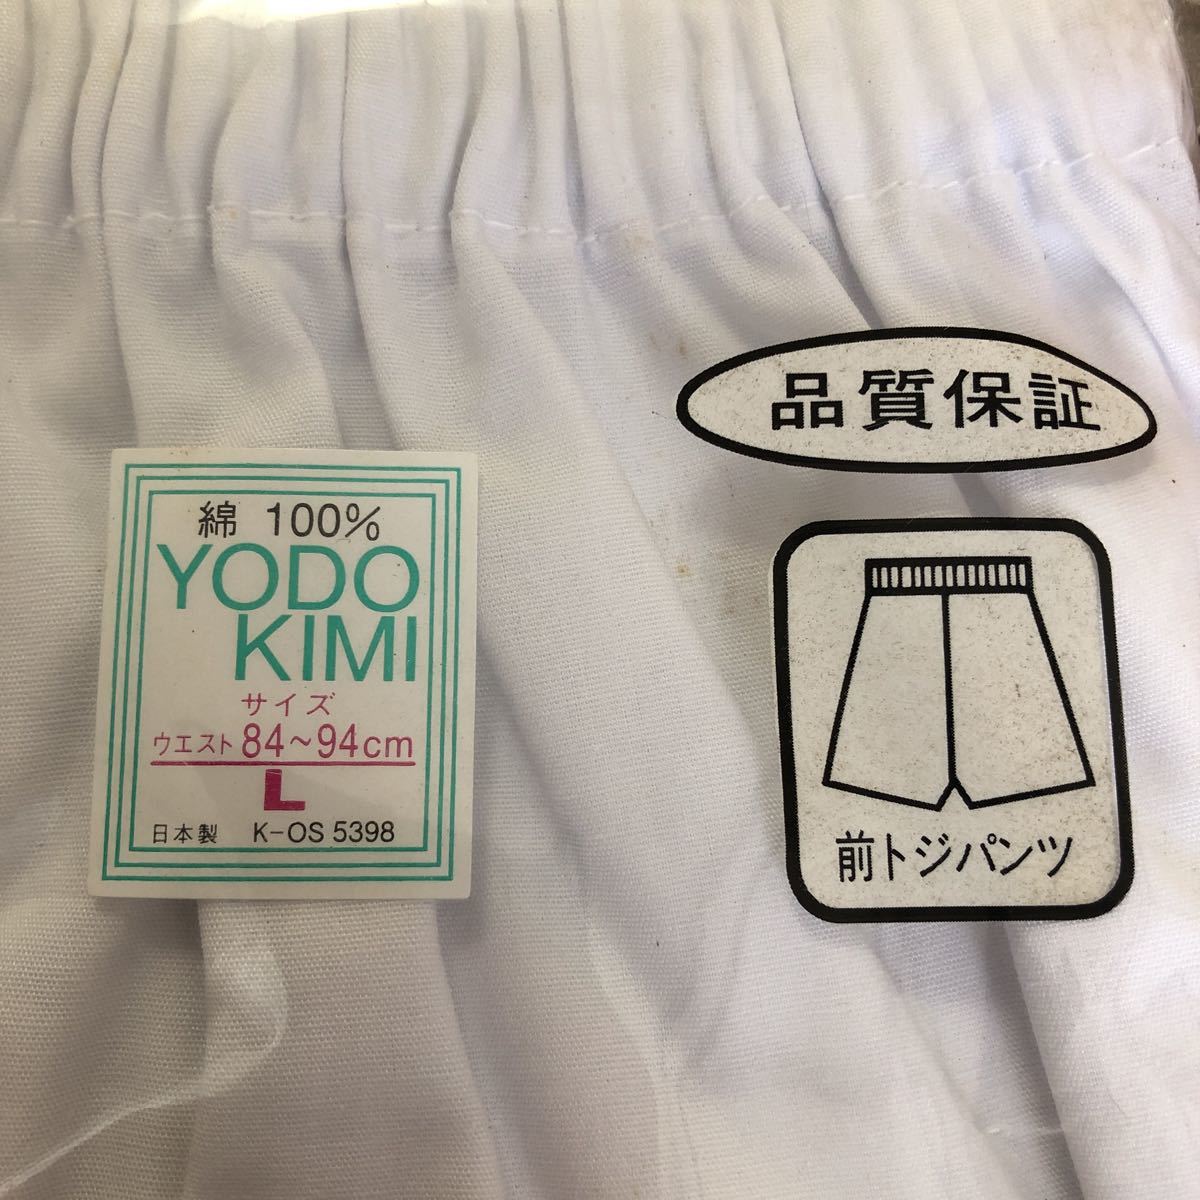 綿 100%
YODO
KIMI
サイズ
ウエスト 84~94cm
L
日本製 K-OS 5398
品質保証
前トジパンツ